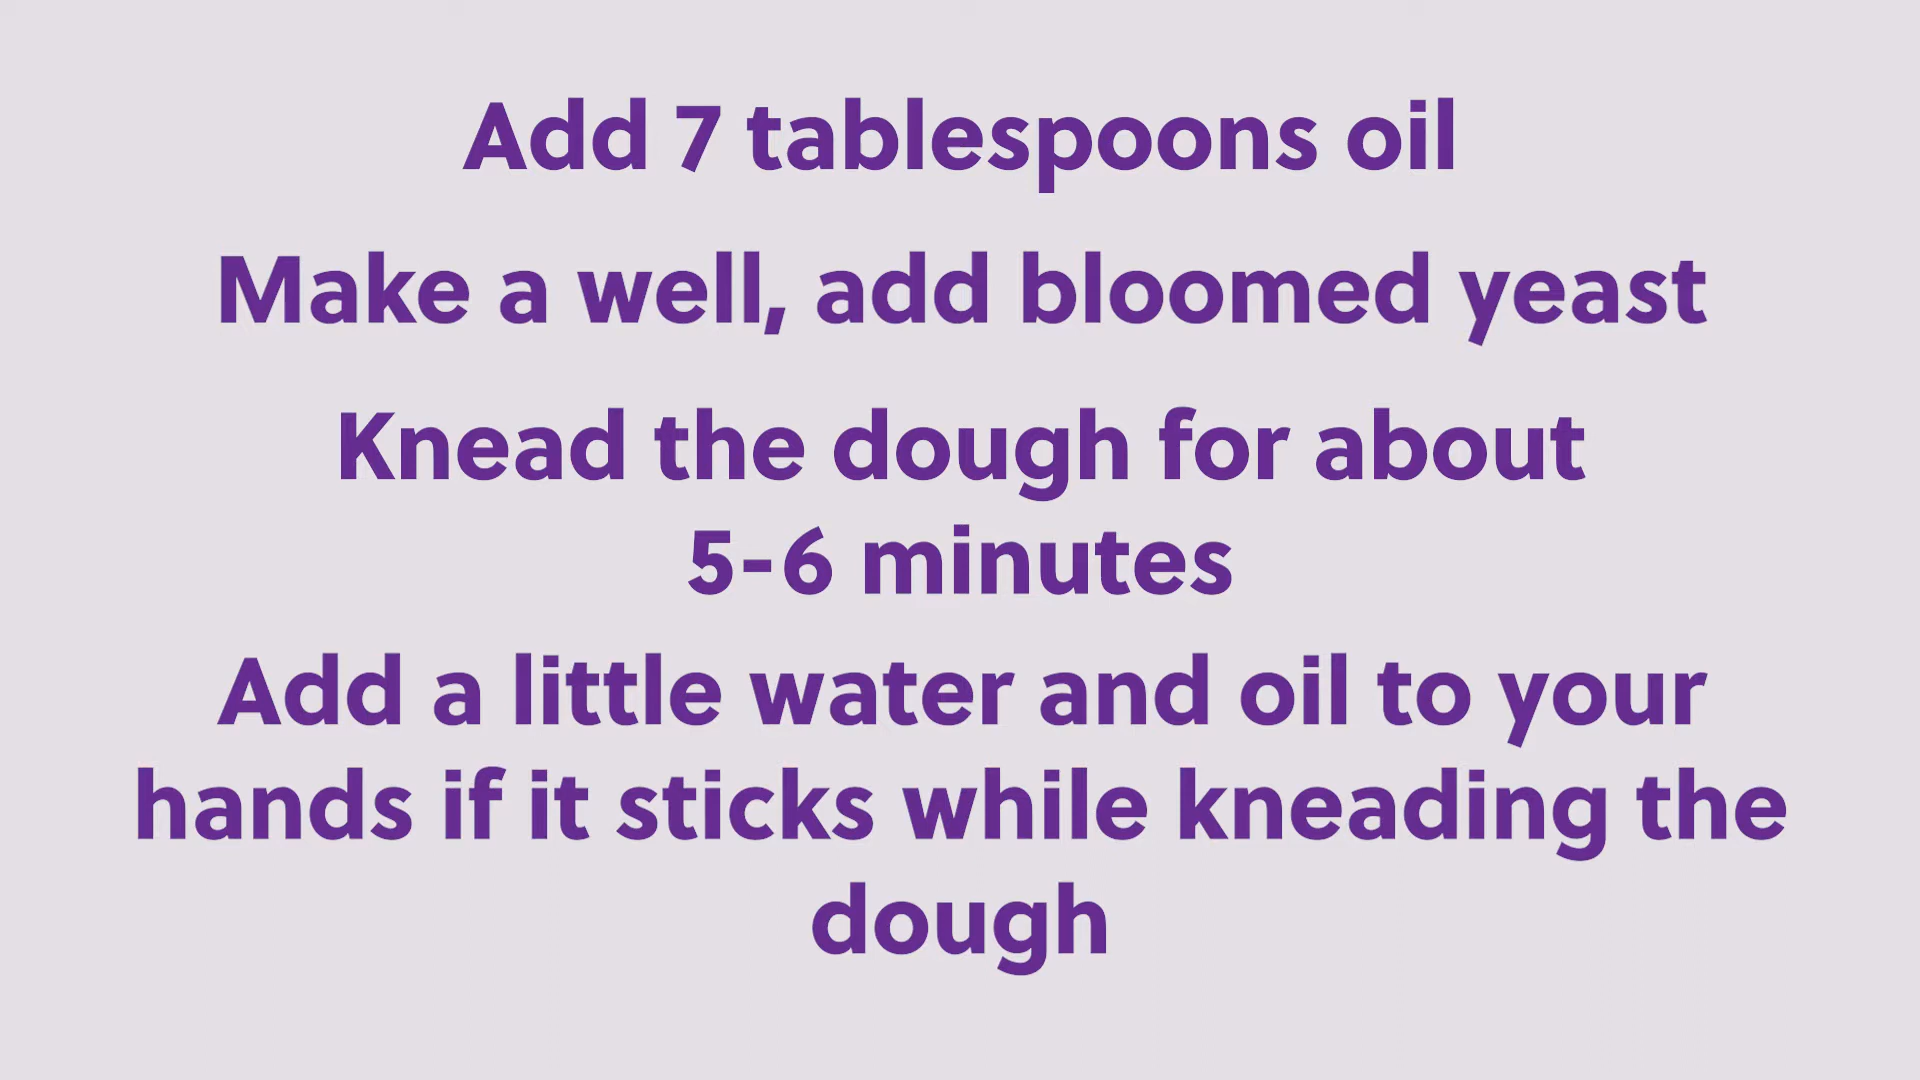 Add 7 tablespoons oil
Make a well, add bloomed yeast
Knead the dough for about
5-6 minutes
Add a little water and oil to your
hands if it sticks while kneading the
dough